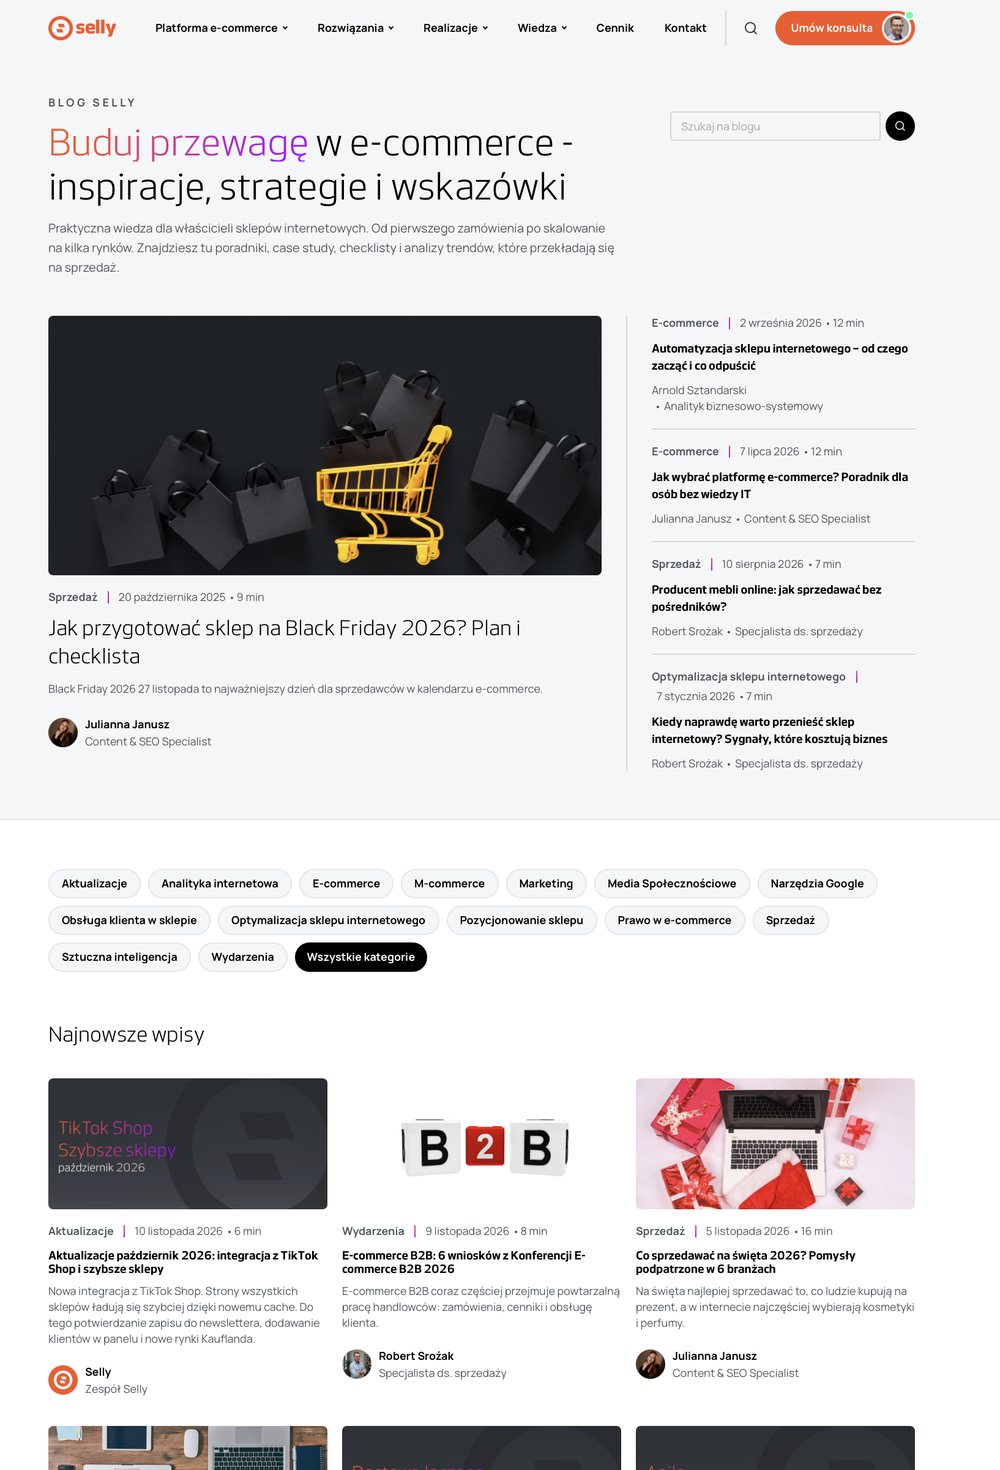 selly
Platforma e-commerce
Rozwiązania
Realizacje
Wiedza
Cennik
Kontakt
Umów konsulta
BLOG SELLY
Buduj przewagę w e-commerce -
inspiracje, strategie i wskazówki
Szukaj na blogu
Praktyczna wiedza dla właścicieli sklepów internetowych. Od pierwszego zamówienia po skalowanie
na kilka rynków. Znajdziesz tu poradniki, case study, checklisty i analizy trendów, które przekładają się
na sprzedaż.
Sprzedaż | 20 października 2025 • 9 min
Jak przygotować sklep na Black Friday 2026? Plan i
checklista
Black Friday 2026 27 listopada to najważniejszy dzień dla sprzedawców w kalendarzu e-commerce.
Julianna Janusz
Content & SEO Specialist
E-commerce | 2 września 2026 • 12 min
Automatyzacja sklepu internetowego – od czego
zacząć i co odpuścić
Arnold Sztandarski
• Analityk biznesowo-systemowy
E-commerce | 7 lipca 2026 • 12 min
Jak wybrać platformę e-commerce? Poradnik dla
osób bez wiedzy IT
Julianna Janusz • Content & SEO Specialist
Sprzedaż | 10 sierpnia 2026 • 7 min
Producent mebli online: jak sprzedawać bez
pośredników?
Robert Srożak • Specjalista ds. sprzedaży
Optymalizacja sklepu internetowego |
7 stycznia 2026 • 7 min
Kiedy naprawdę warto przenieść sklep
internetowy? Sygnały, które kosztują biznes
Robert Srożak • Specjalista ds. sprzedaży
Aktualizacje
Analityka internetowa
E-commerce
M-commerce
Marketing
Media Społecznościowe
Narzędzia Google
Obsługa klienta w sklepie
Optymalizacja sklepu internetowego
Pozycjonowanie sklepu
Prawo w e-commerce
Sprzedaż
Sztuczna inteligencja
Wydarzenia
Wszystkie kategorie
Najnowsze wpisy
TikTok Shop
Szybsze sklepy
październik 2026
Aktualizacje | 10 listopada 2026 • 6 min
Aktualizacje październik 2026: integracja z TikTok
Shop i szybsze sklepy
Nowa integracja z TikTok Shop. Strony wszystkich
sklepów ładują się szybciej dzięki nowemu cache. Do
tego potwierdzanie zapisu do newslettera, dodawanie
klientów w panelu i nowe rynki Kauflanda.
Selly
Zespół Selly
B 2 B
Wydarzenia | 9 listopada 2026 • 8 min
E-commerce B2B: 6 wniosków z Konferencji E-
commerce B2B 2026
E-commerce B2B coraz częściej przejmuje powtarzalną
pracę handlowców: zamówienia, cenniki i obsługę
klienta.
Robert Srożak
Specjalista ds. sprzedaży
Sprzedaż | 5 listopada 2026 • 16 min
Co sprzedawać na święta 2026? Pomysły
podpatrzone w 6 branżach
Na święta najlepiej sprzedawać to, co ludzie kupują na
prezent, a w internecie najczęściej wybierają kosmetyki
i perfumy.
Julianna Janusz
Content & SEO Specialist